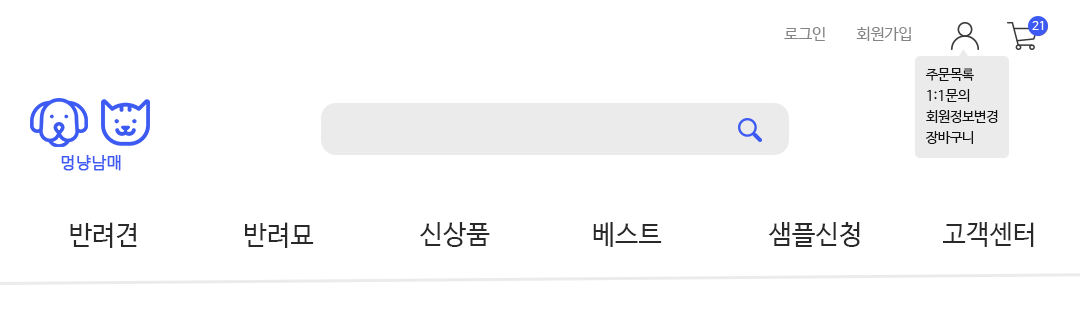 로그인 회원가입 21
주문목록
1:1문의
회원정보변경
장바구니
멍냥남매
반려견 반려묘 신상품 베스트 샘플신청 고객센터